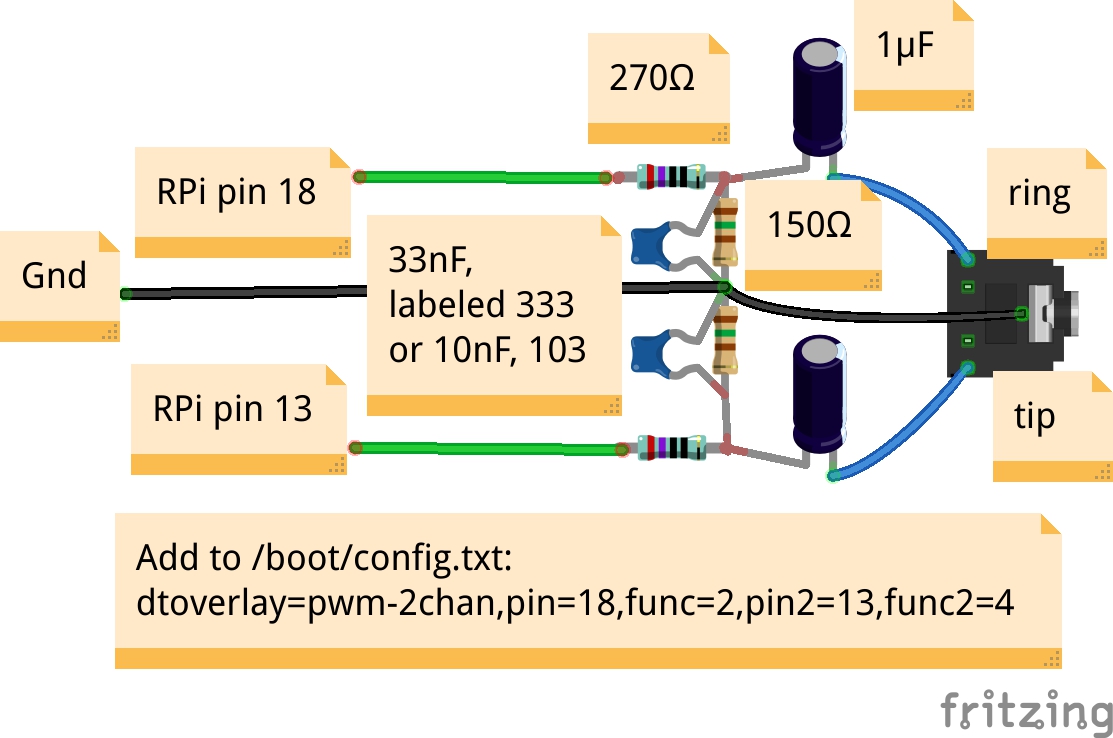 1µF
270Ω
RPi pin 18
ring
150Ω
Gnd
33nF,
labeled 333
or 10nF, 103
RPi pin 13
tip
Add to /boot/config.txt:
dtoverlay=pwm-2chan,pin=18,func=2,pin2=13,func2=4
fritzing